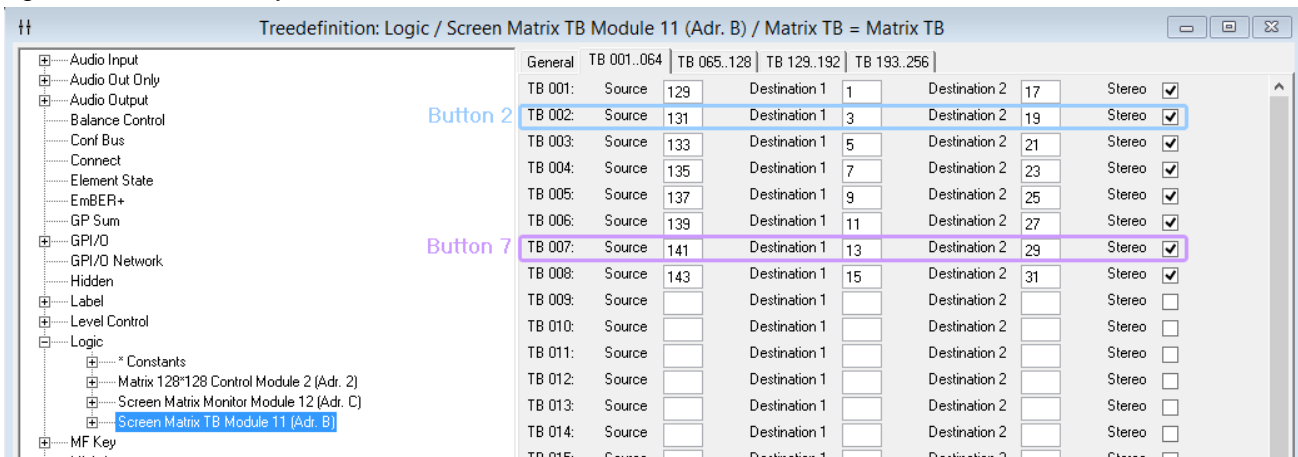 Treedefinition: Logic / Screen Matrix TB Module 11 (Adr. B) / Matrix TB = Matrix TB
Audio Input
Audio Out Only
Audio Output
Balance Control
Conf Bus
Connect
Element State
EmBER+
GP Sum
GPI/O
GPI/O Network
Hidden
Label
Level Control
Logic
* Constants
Matrix 128*128 Control Module 2 (Adr. 2)
Screen Matrix Monitor Module 12 (Adr. C)
Screen Matrix TB Module 11 (Adr. B)
MF Key
Button 2
Button 7
General TB 001..064 TB 065..128 TB 129..192 TB 193..256
TB 001: Source 129 Destination 1 1 Destination 2 17 Stereo
TB 002: Source 131 Destination 1 3 Destination 2 19 Stereo
TB 003: Source 133 Destination 1 5 Destination 2 21 Stereo
TB 004: Source 135 Destination 1 7 Destination 2 23 Stereo
TB 005: Source 137 Destination 1 9 Destination 2 25 Stereo
TB 006: Source 139 Destination 1 11 Destination 2 27 Stereo
TB 007: Source 141 Destination 1 13 Destination 2 29 Stereo
TB 008: Source 143 Destination 1 15 Destination 2 31 Stereo
TB 009: Source Destination 1 Destination 2 Stereo
TB 010: Source Destination 1 Destination 2 Stereo
TB 011: Source Destination 1 Destination 2 Stereo
TB 012: Source Destination 1 Destination 2 Stereo
TB 013: Source Destination 1 Destination 2 Stereo
TB 014: Source Destination 1 Destination 2 Stereo